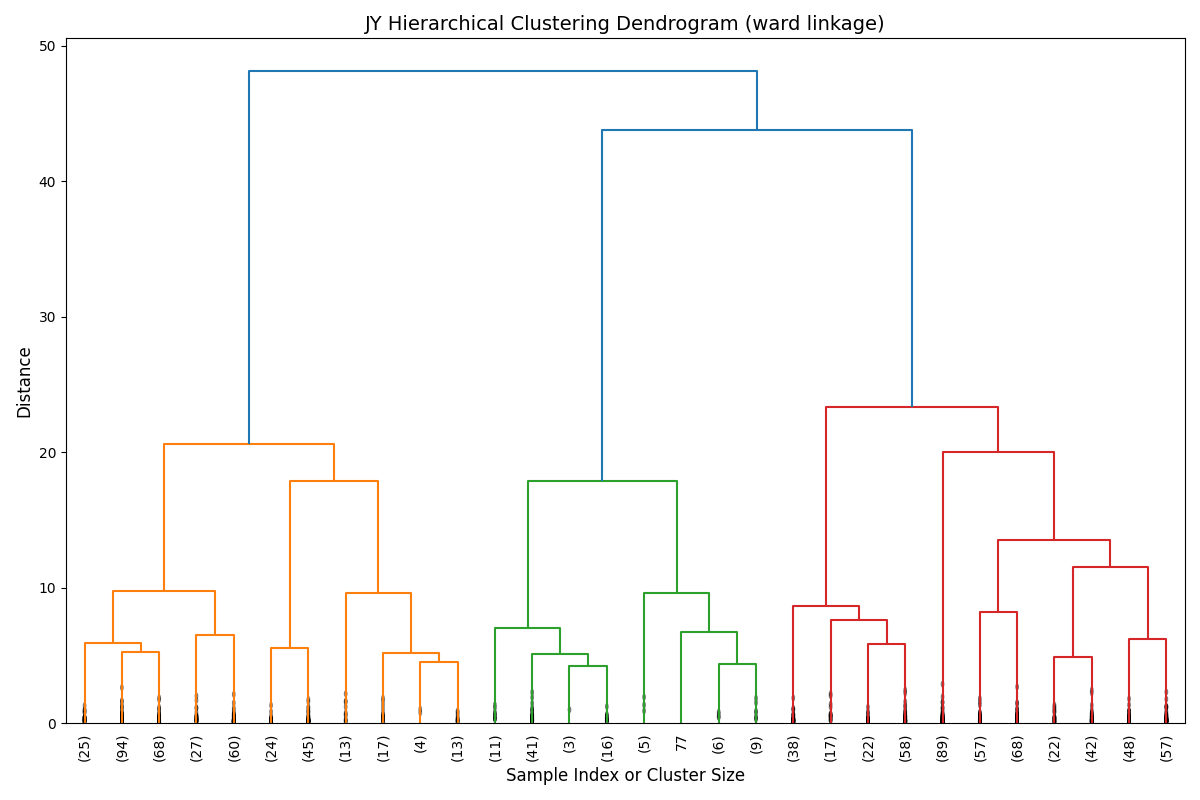 JY Hierarchical Clustering Dendrogram (ward linkage)
50
40
30
20
10
0
Distance
(25) (94) (68) (27) (60) (24) (45) (13) (17) (4) (13) (11) (41) (3) (16) (5) 77 (6) (9) (38) (17) (22) (58) (89) (57) (68) (22) (42) (48) (57)
Sample Index or Cluster Size